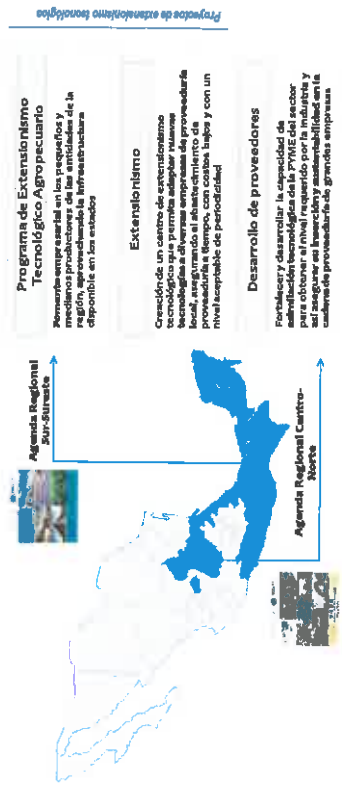 Proyectos de extensionismo tecnológico
Programa de Extensionismo
Tecnológico Agropecuario
Fomento empresarial en los pequeños y
medianos productores de las entidades de la
región, aprovechando la infraestructura
disponible en los estados
Agenda Regional
Sur-Sureste
Extensionismo
Creación de un centro de extensionismo
tecnológico que permita adaptar nuevas
tecnologías a diversas empresas de proveeduría
local, asegurando el abastecimiento de
proveeduría a tiempo, con costos bajos y con un
nivel aceptable de periodicidad
Desarrollo de proveedores
Fortalecer y desarrollar la capacidad de
asimilación tecnológica de la PYME del sector
para obtener el nivel requerido por la industria y
así asegurar su inserción y sustentabilidad en la
cadena de proveeduría de grandes empresas
Agenda Regional Centro-
Norte